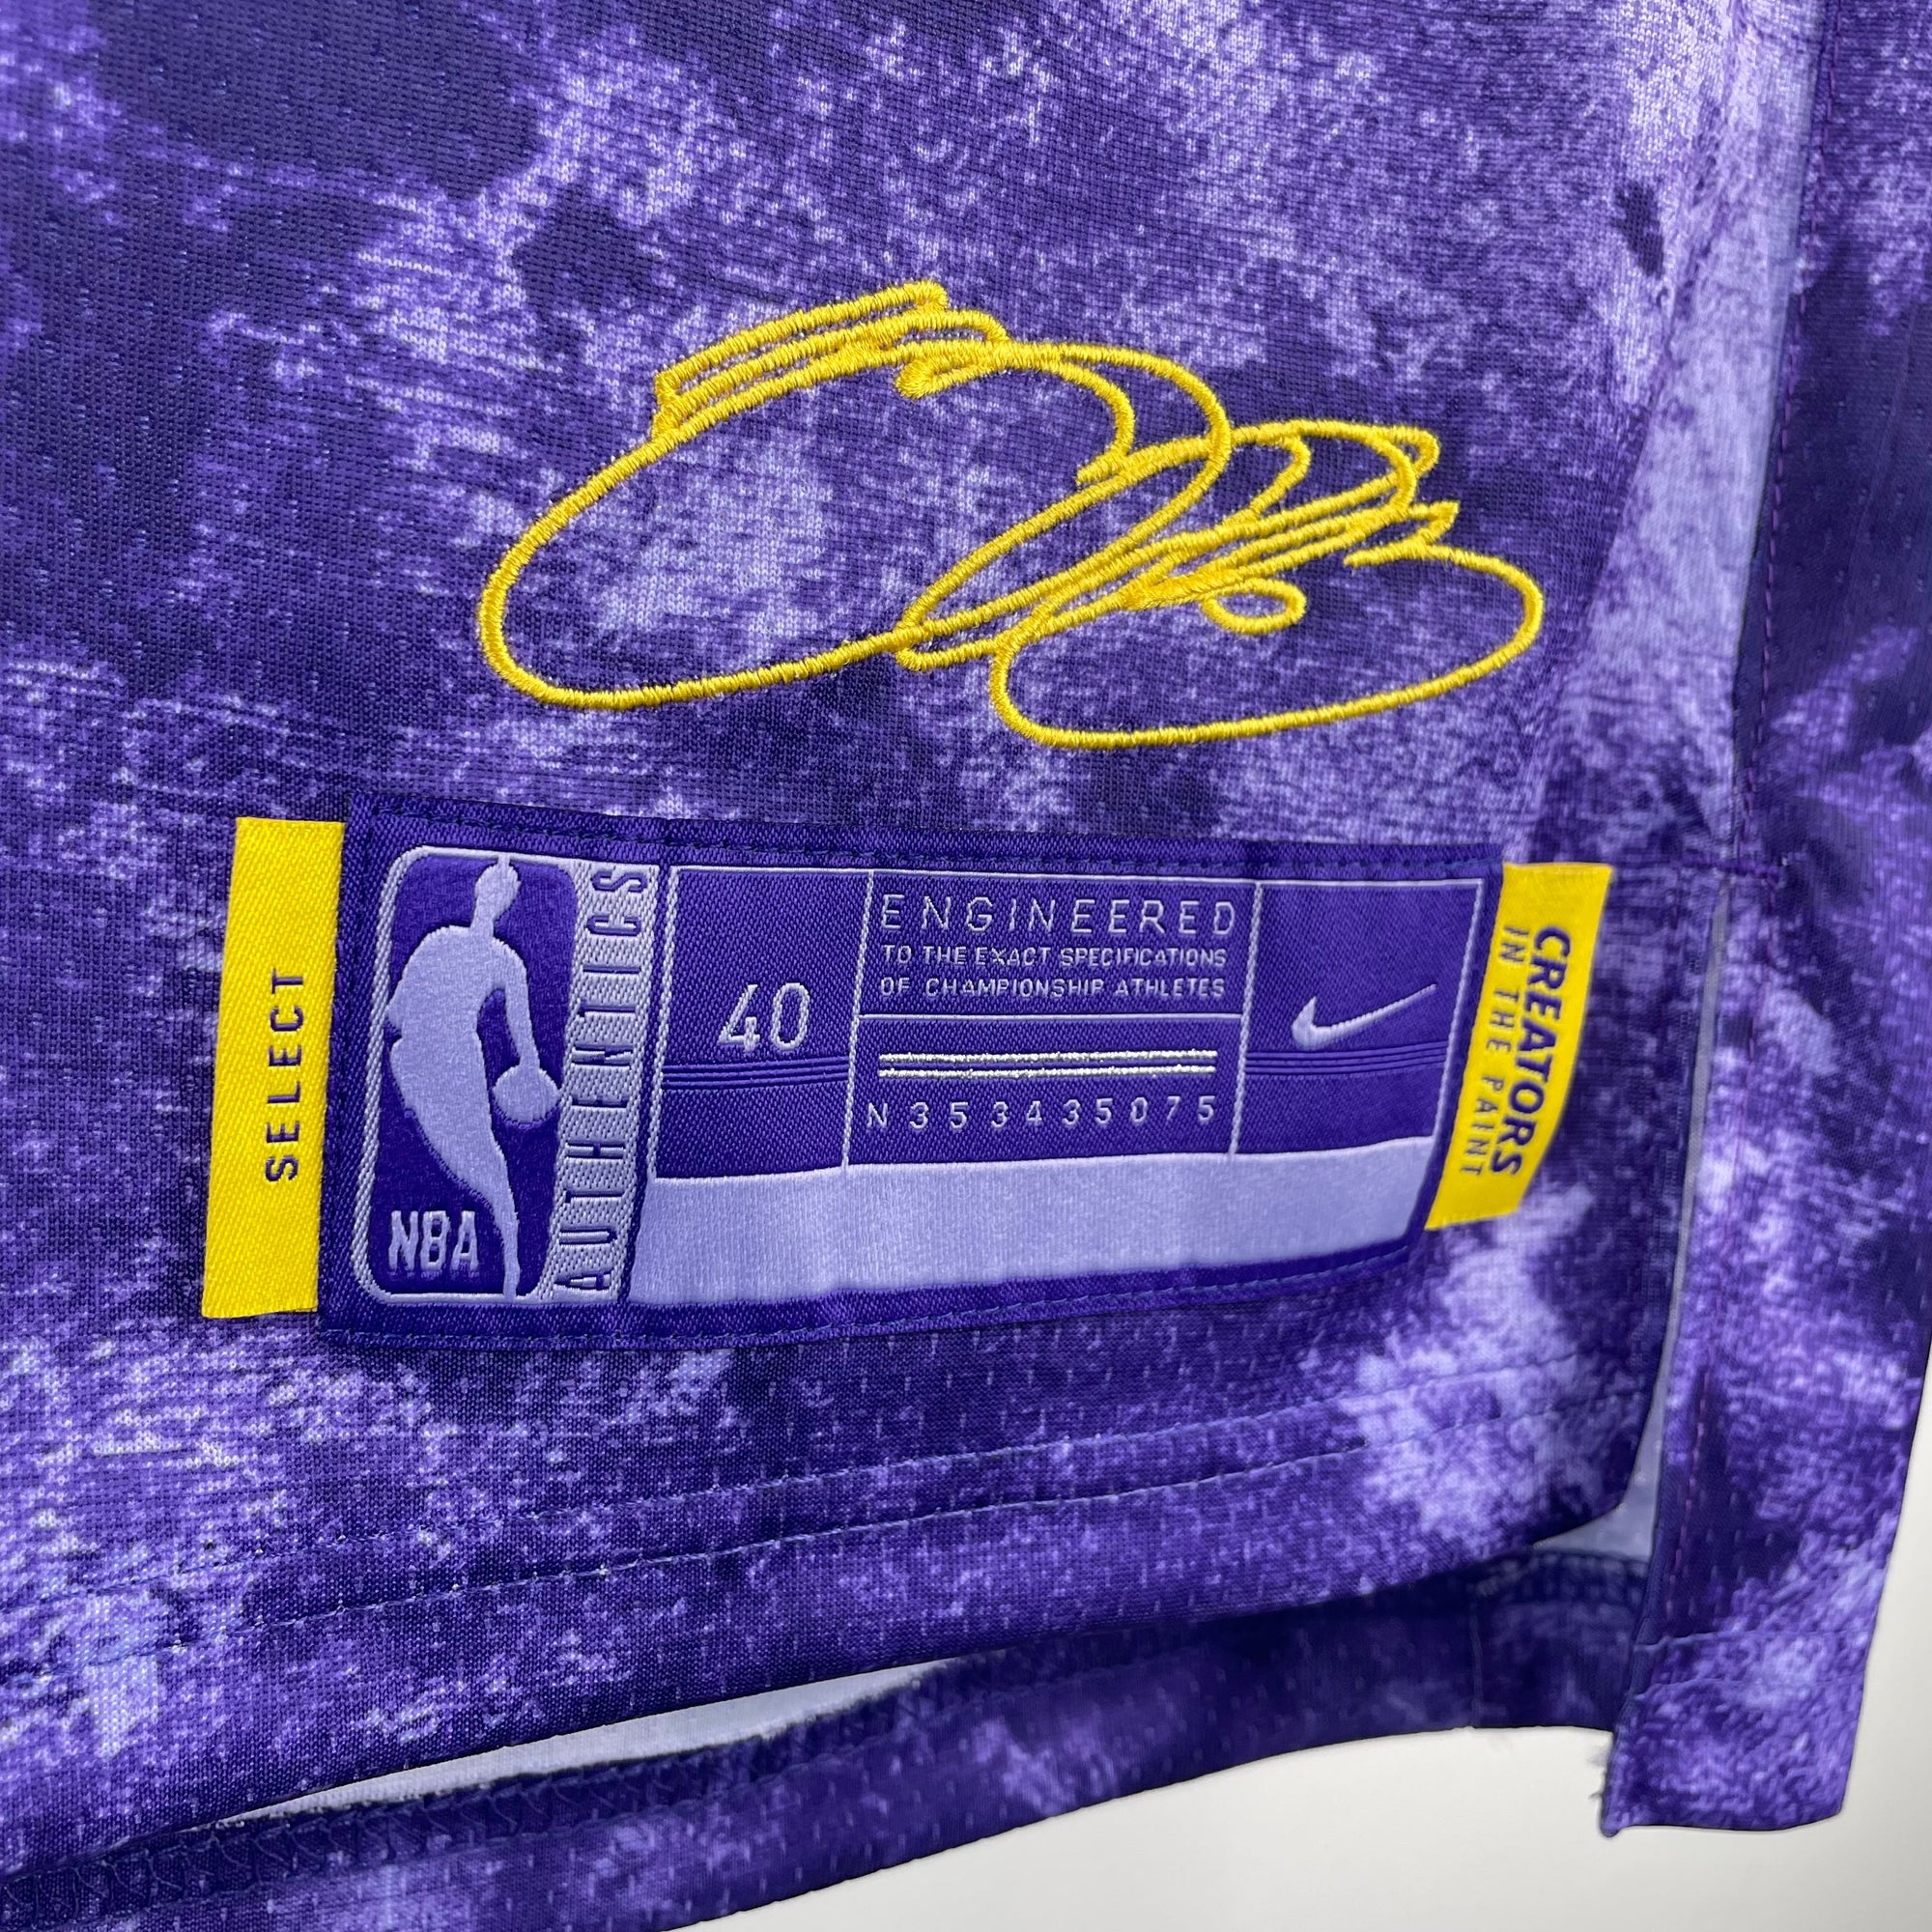 SELECT
NBA
AUTHENTICS
40
ENGINEERED
TO THE EXACT SPECIFICATIONS
OF CHAMPIONSHIP ATHLETES
N353435075
CREATORS
IN THE PAINT